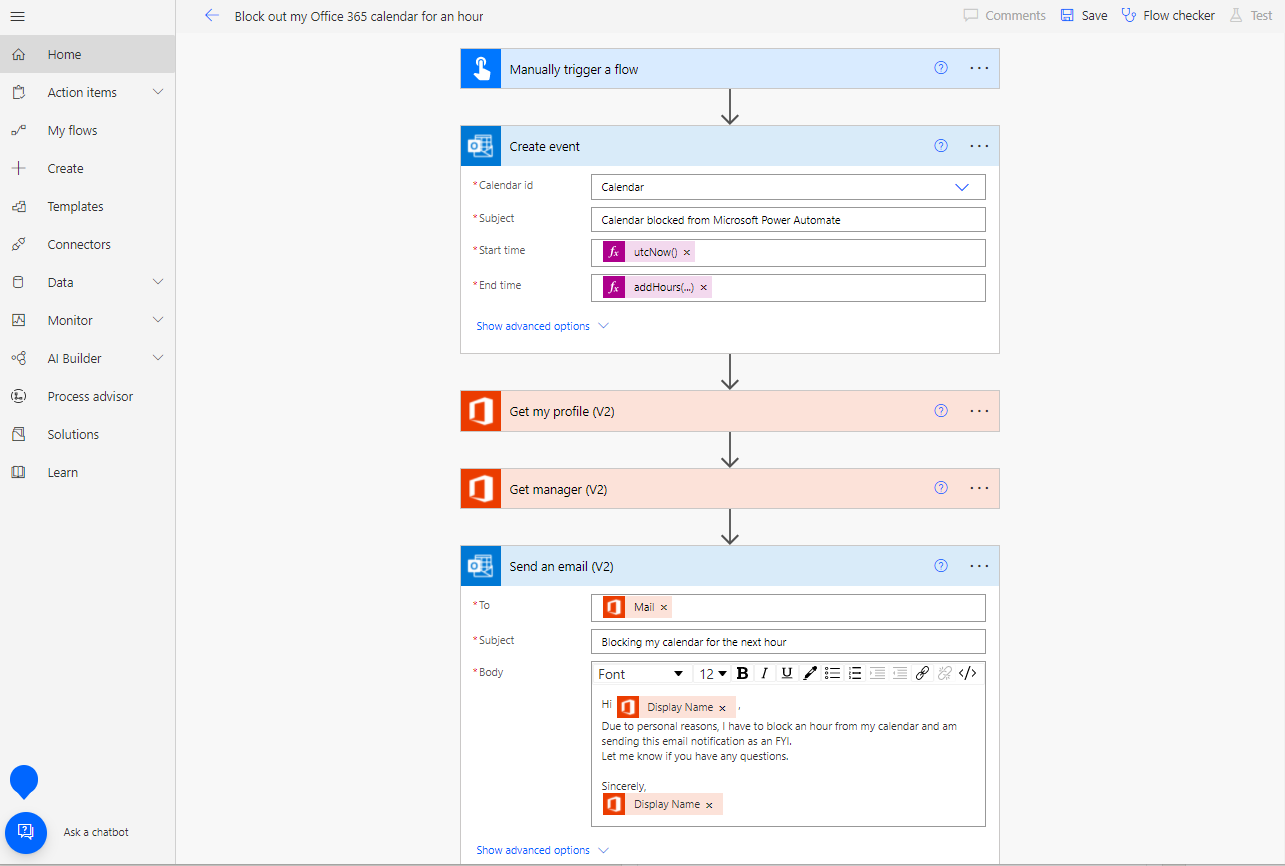 Block out my Office 365 calendar for an hour
Comments
Save
Flow checker
Test
Home
Action items
My flows
Create
Templates
Connectors
Data
Monitor
AI Builder
Process advisor
Solutions
Learn
Ask a chatbot
Manually trigger a flow
Create event
*Calendar id
Calendar
*Subject
Calendar blocked from Microsoft Power Automate
*Start time
fx utcNow() ×
*End time
fx addHours(...) ×
Show advanced options
Get my profile (V2)
Get manager (V2)
Send an email (V2)
*To
Mail ×
*Subject
Blocking my calendar for the next hour
*Body
Font 12 B I U </>
Hi Display Name × ,
Due to personal reasons, I have to block an hour from my calendar and am
sending this email notification as an FYI.
Let me know if you have any questions.
Sincerely,
Display Name ×
Show advanced options